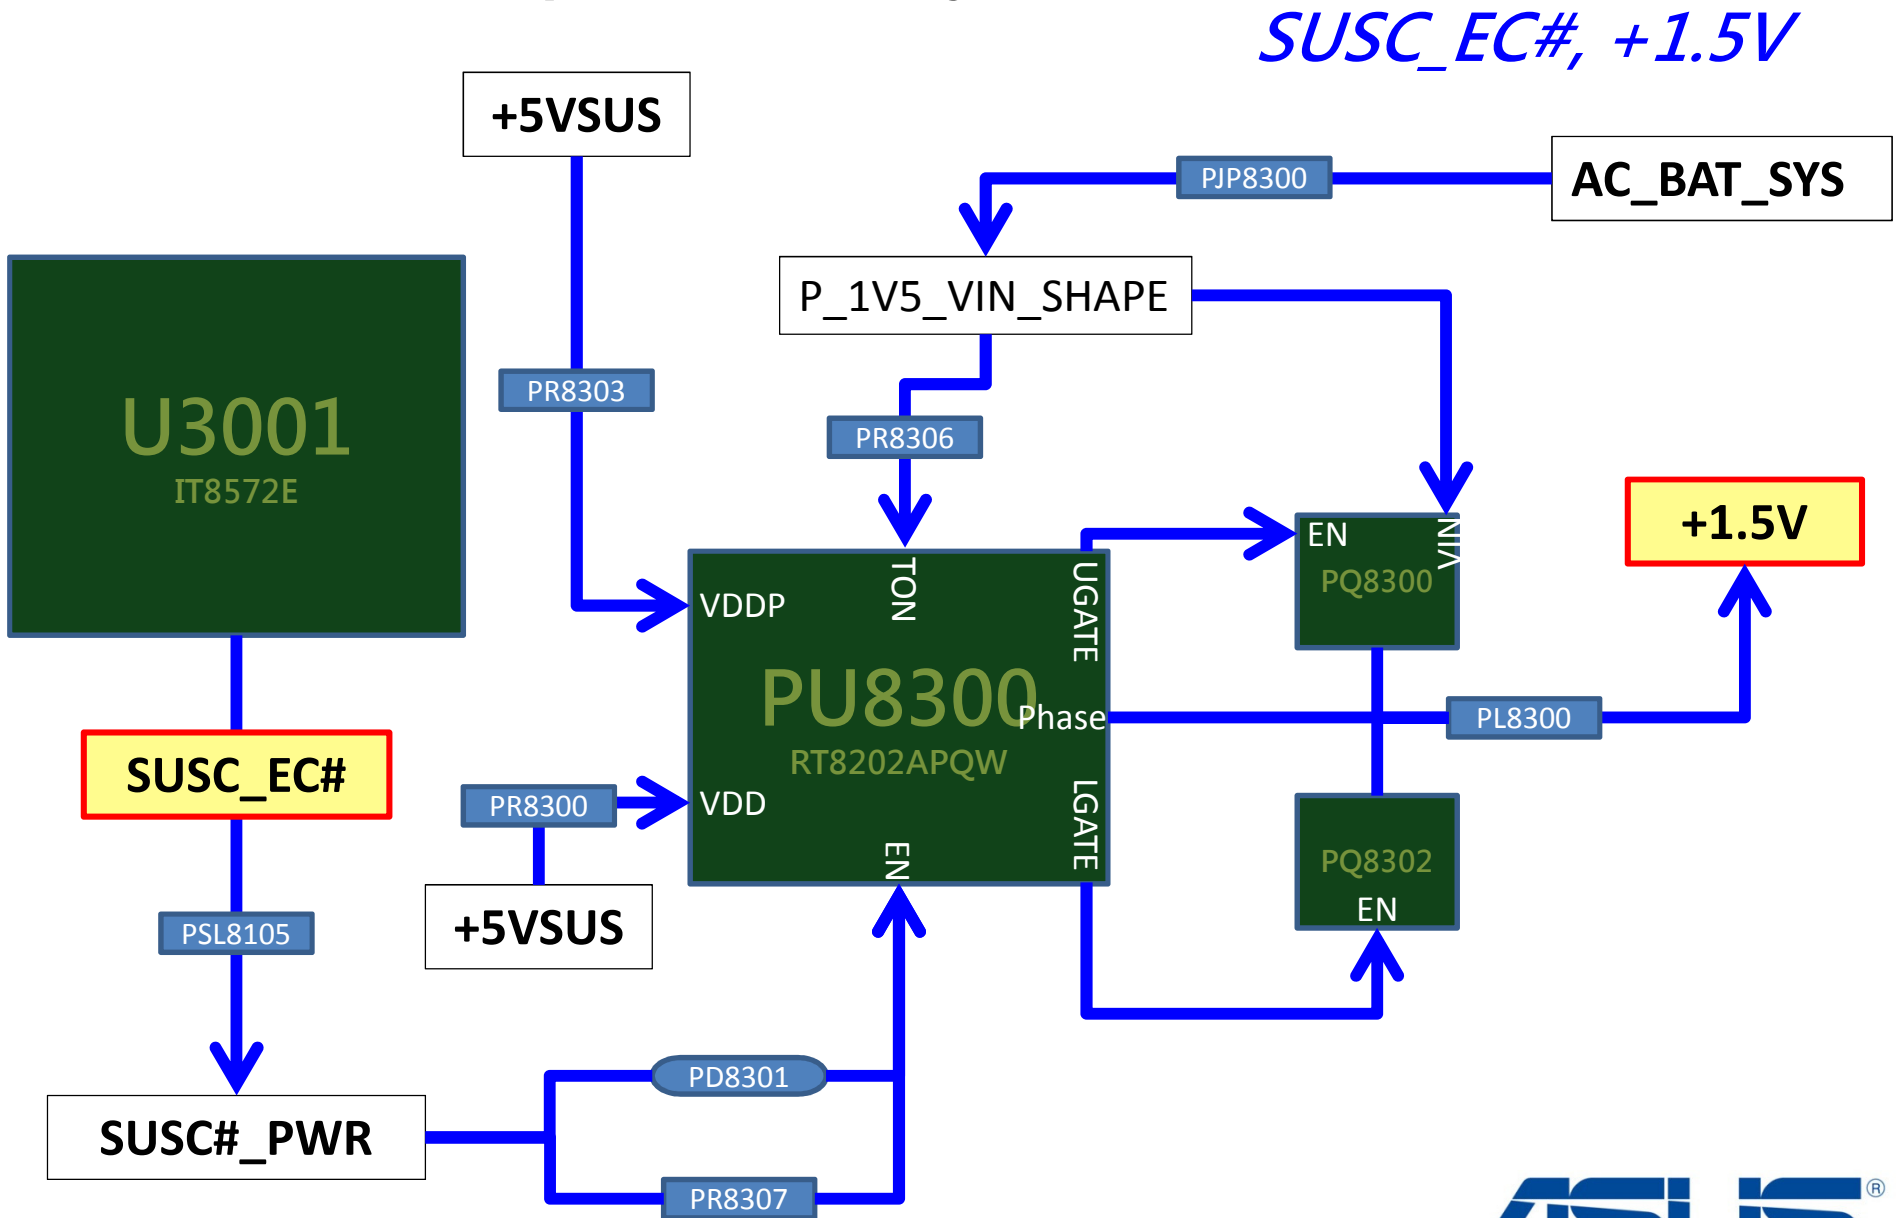 SUSC_EC#, +1.5V
+5VSUS
PJP8300
AC_BAT_SYS
P_1V5_VIN_SHAPE
PR8303
U3001
IT8572E
PR8306
+1.5V
EN
VIN
PQ8300
TON
UGATE
VDDP
PU8300
Phase
RT8202APQW
PL8300
SUSC_EC#
PR8300
VDD
LGATE
EN
PQ8302
EN
+5VSUS
PSL8105
PD8301
SUSC#_PWR
PR8307
ASUS
®